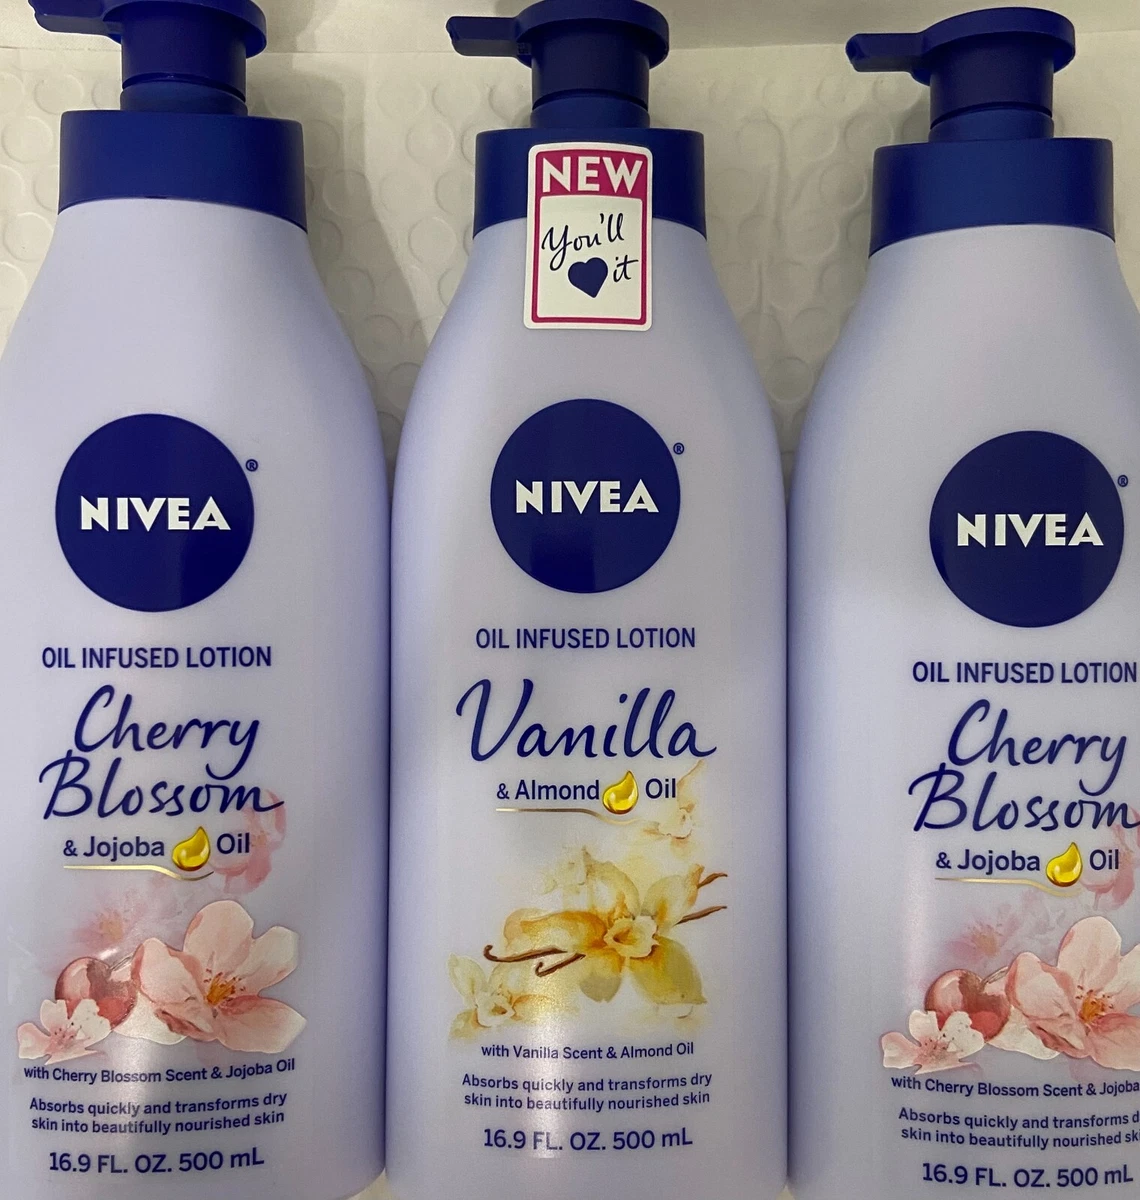 NIVEA®
OIL INFUSED LOTION
Cherry
Blossom
& Jojoba Oil
with Cherry Blossom Scent & Jojoba Oil
Absorbs quickly and transforms dry
skin into beautifully nourished skin
16.9 FL. OZ. 500 mL
NEW
You'll
it
NIVEA®
OIL INFUSED LOTION
Vanilla
& Almond Oil
with Vanilla Scent & Almond Oil
Absorbs quickly and transforms dry
skin into beautifully nourished skin
16.9 FL. OZ. 500 mL
NIVEA®
OIL INFUSED LOTION
Cherry
Blossom
& Jojoba Oil
with Cherry Blossom Scent & Jojoba
Absorbs quickly and transforms d
skin into beautifully nourished sk
16.9 FL. OZ. 500 mL